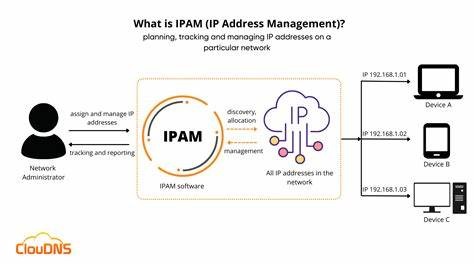 What is IPAM (IP Address Management)?
planning, tracking and managing IP addresses on a
particular network
assign and manage IP
addresses
tracking and reporting
Network
Administrator
IPAM
IPAM software
discovery,
allocation
management
IP
All IP addresses in the
network
IP 192.168.1.01
Device A
IP 192.168.1.02
Device B
IP 192.168.1.03
Device C
ClouDNS